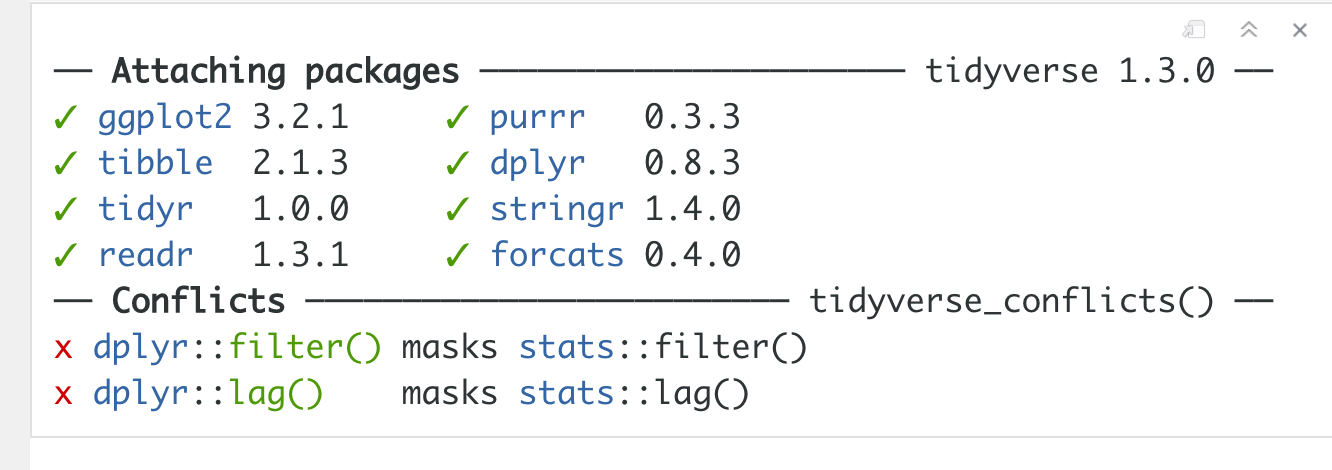 ── Attaching packages ────────────────────── tidyverse 1.3.0 ──
✓ ggplot2 3.2.1     ✓ purrr   0.3.3
✓ tibble  2.1.3     ✓ dplyr   0.8.3
✓ tidyr   1.0.0     ✓ stringr 1.4.0
✓ readr   1.3.1     ✓ forcats 0.4.0
── Conflicts ───────────────────────── tidyverse_conflicts() ──
x dplyr::filter() masks stats::filter()
x dplyr::lag()    masks stats::lag()